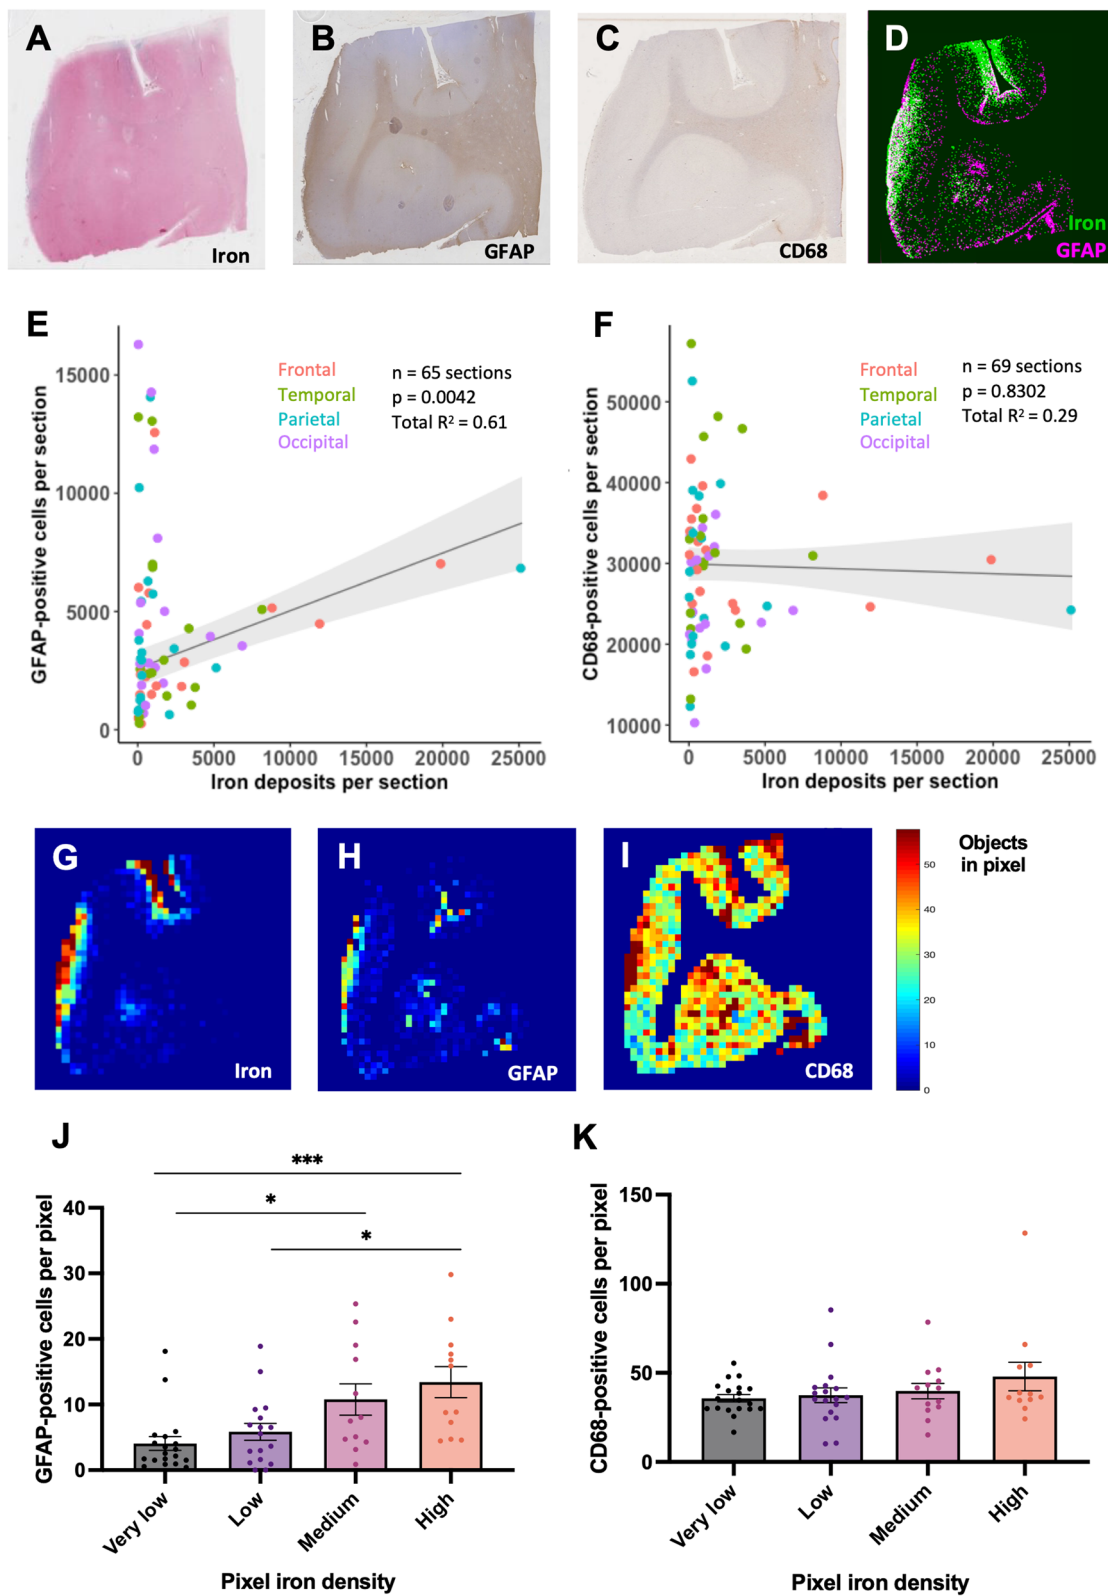 A
Iron
B
GFAP
C
CD68
D
Iron
GFAP
E
GFAP-positive cells per section
15000
10000
5000
0
Frontal
Temporal
Parietal
Occipital
n = 65 sections
p = 0.0042
Total R² = 0.61
0 5000 10000 15000 20000 25000
Iron deposits per section
F
CD68-positive cells per section
50000
40000
30000
20000
10000
Frontal
Temporal
Parietal
Occipital
n = 69 sections
p = 0.8302
Total R² = 0.29
0 5000 10000 15000 20000 25000
Iron deposits per section
G
Iron
H
GFAP
I
CD68
Objects
in pixel
50
40
30
20
10
0
J
GFAP-positive cells per pixel
40
30
20
10
0
***
*
*
Very low
Low
Medium
High
Pixel iron density
K
CD68-positive cells per pixel
150
100
50
0
Very low
Low
Medium
High
Pixel iron density